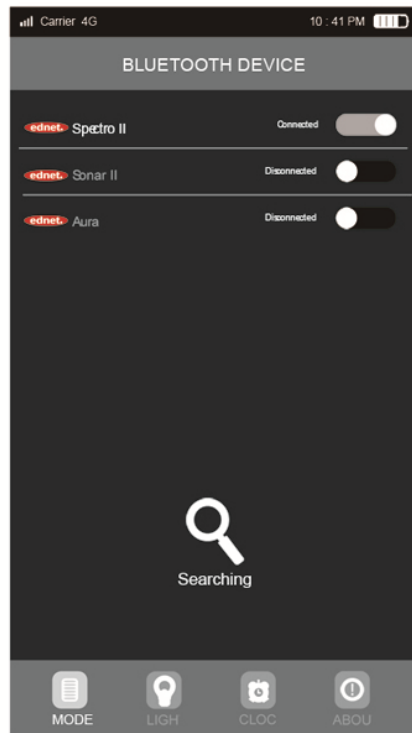 Carrier 4G 10 : 41 PM
BLUETOOTH DEVICE
ednet. Spectro II Connected
ednet. Sonar II Disconnected
ednet. Aura Disconnected
Searching
MODE LIGH CLOC ABOU